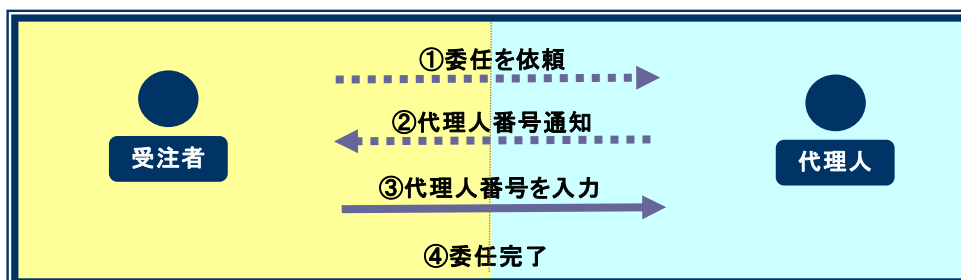 ①委任を依頼
②代理人番号通知
受注者
代理人
③代理人番号を入力
④委任完了